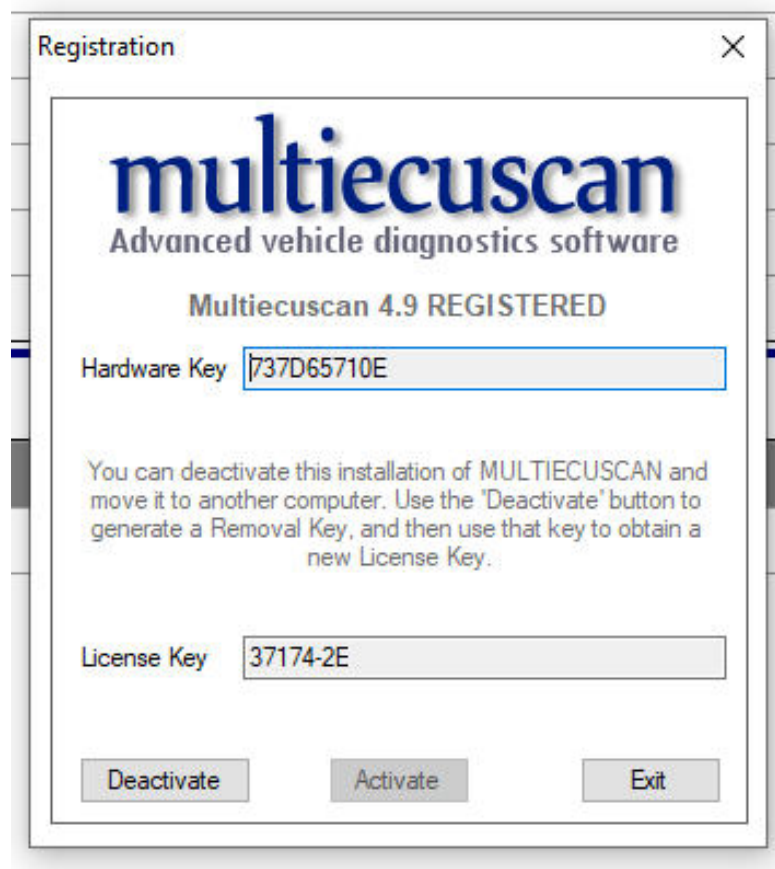 Registration
multiecuscan
Advanced vehicle diagnostics software
Multiecuscan 4.9 REGISTERED
Hardware Key 737D65710E
You can deactivate this installation of MULTIECUSCAN and
move it to another computer. Use the "Deactivate" button to
generate a Removal Key, and then use that key to obtain a
new License Key.
License Key 37174-2E
Deactivate Activate Exit